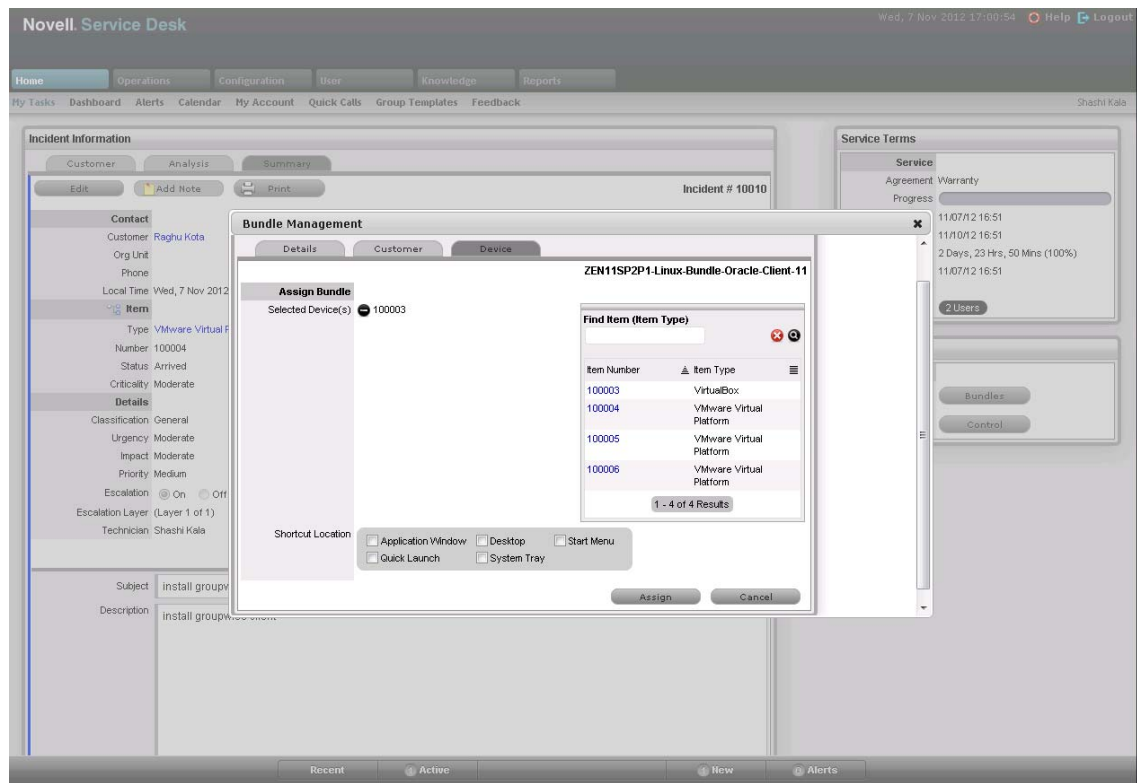 Novell. Service Desk
Wed, 7 Nov 2012 17:00:54 Help Logout
Home Operations Configuration User Knowledge Reports
My Tasks Dashboard Alerts Calendar My Account Quick Calls Group Templates Feedback Shashi Kala
Incident Information
Customer Analysis Summary
Edit Add Note Print Incident # 10010
Contact
Customer Raghu Kota
Org Unit
Phone
Local Time Wed, 7 Nov 2012
Item
Type VMware Virtual
Number 100004
Status Arrived
Criticality Moderate
Details
Classification General
Urgency Moderate
Impact Moderate
Priority Medium
Escalation On Off
Escalation Layer (Layer 1 of 1)
Technician Shashi Kala
Subject install
Description install client
Bundle Management
Details Customer Device
ZEN11SP2P1-Linux-Bundle-Oracle-Client-11
Assign Bundle
Selected Device(s) 100003
Find Item (Item Type)
Item Number Item Type
100003 VirtualBox
100004 VMware Virtual
Platform
100005 VMware Virtual
Platform
100006 VMware Virtual
Platform
1 - 4 of 4 Results
Shortcut Location Application Window Desktop Start Menu
Quick Launch System Tray
Assign Cancel
Service Terms
Service
Agreement Warranty
Progress
11/07/12 16:51
11/10/12 16:51
2 Days, 23 Hrs, 50 Mins (100%)
11/07/12 16:51
2 Users
Bundles
Control
Recent Active New Alerts